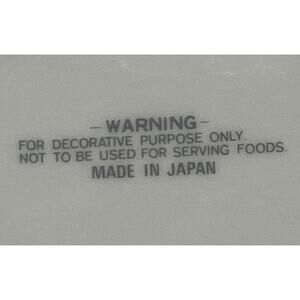 - WARNING -
FOR DECORATIVE PURPOSE ONLY.
NOT TO BE USED FOR SERVING FOODS.
MADE IN JAPAN